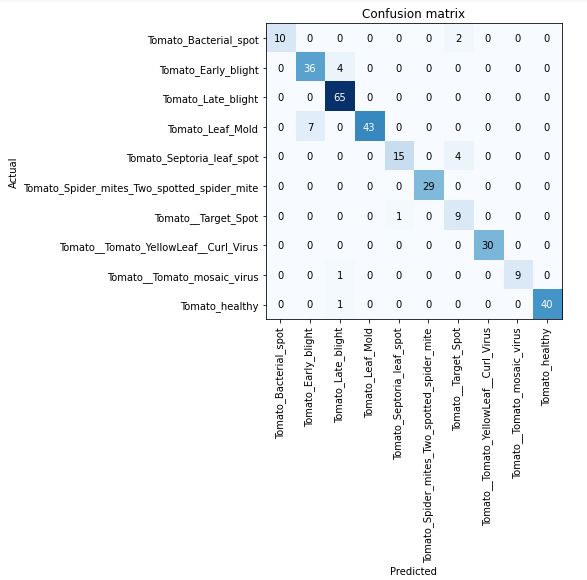 Confusion matrix
Tomato_Bacterial_spot 10 0 0 0 0 0 2 0 0 0
Tomato_Early_blight 0 36 4 0 0 0 0 0 0 0
Tomato_Late_blight 0 0 65 0 0 0 0 0 0 0
Tomato_Leaf_Mold 0 7 0 43 0 0 0 0 0 0
Tomato_Septoria_leaf_spot 0 0 0 0 15 0 4 0 0 0
Tomato_Spider_mites_Two_spotted_spider_mite 0 0 0 0 0 29 0 0 0 0
Tomato__Target_Spot 0 0 0 0 1 0 9 0 0 0
Tomato__Tomato_YellowLeaf__Curl_Virus 0 0 0 0 0 0 0 30 0 0
Tomato__Tomato_mosaic_virus 0 0 1 0 0 0 0 0 9 0
Tomato_healthy 0 0 1 0 0 0 0 0 0 40
Actual
Tomato_Bacterial_spot
Tomato_Early_blight
Tomato_Late_blight
Tomato_Leaf_Mold
Tomato_Septoria_leaf_spot
Tomato_Spider_mites_Two_spotted_spider_mite
Tomato__Target_Spot
Tomato__Tomato_YellowLeaf__Curl_Virus
Tomato__Tomato_mosaic_virus
Tomato_healthy
Predicted